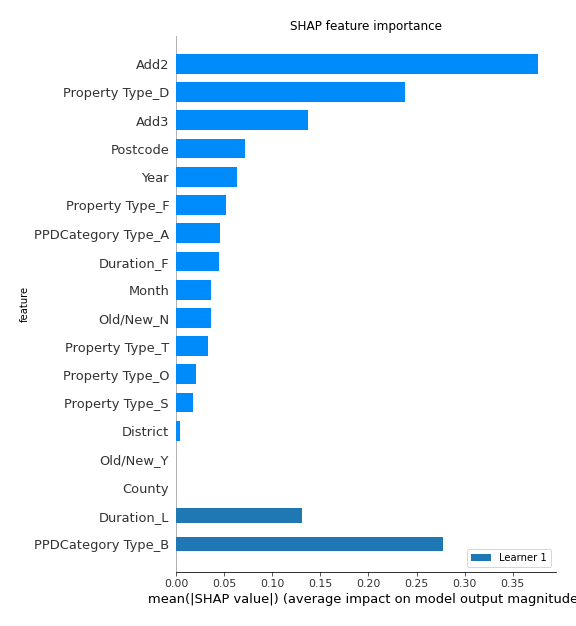 SHAP feature importance
Add2
Property Type_D
Add3
Postcode
Year
Property Type_F
PPDCategory Type_A
Duration_F
Month
Old/New_N
Property Type_T
Property Type_O
Property Type_S
District
Old/New_Y
County
Duration_L
PPDCategory Type_B
feature
Learner 1
0.00 0.05 0.10 0.15 0.20 0.25 0.30 0.35
mean(|SHAP value|) (average impact on model output magnitude